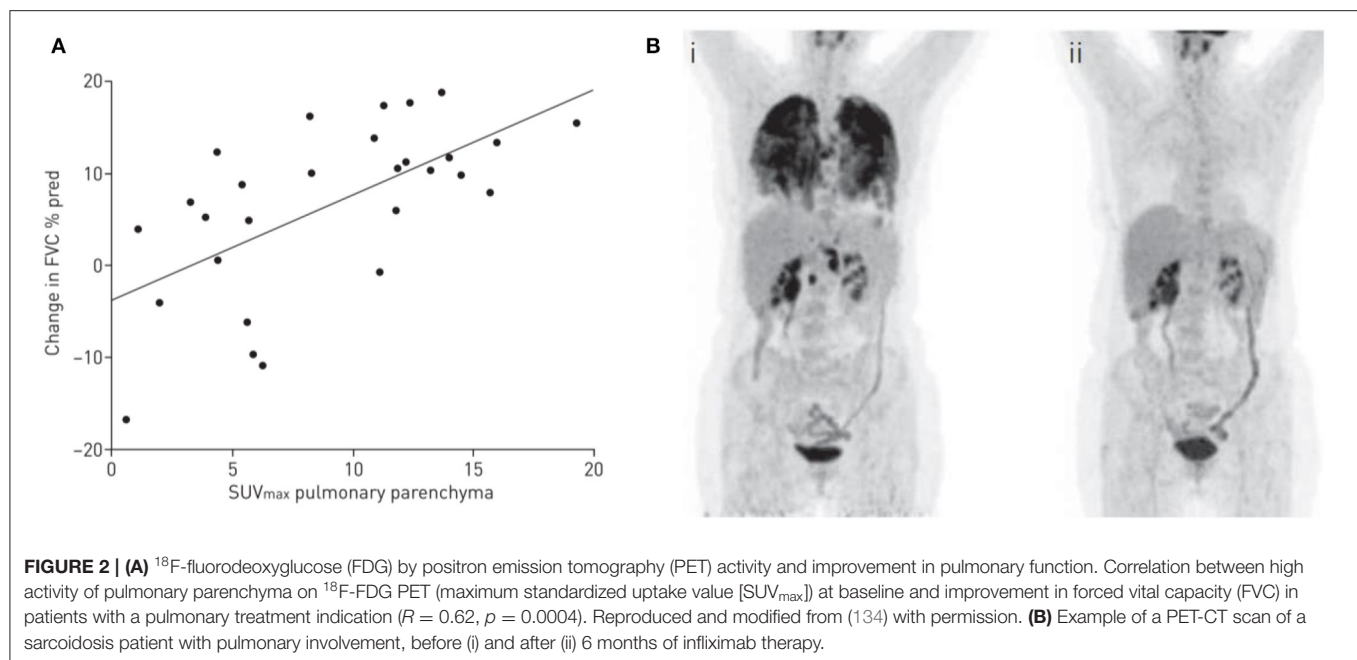 A
20
10
0
−10
−20
Change in FVC % pred
0 5 10 15 20
SUVmax pulmonary parenchyma
B
i
ii
FIGURE 2 | (A) ¹⁸F-fluorodeoxyglucose (FDG) by positron emission tomography (PET) activity and improvement in pulmonary function. Correlation between high
activity of pulmonary parenchyma on ¹⁸F-FDG PET (maximum standardized uptake value [SUVmax]) at baseline and improvement in forced vital capacity (FVC) in
patients with a pulmonary treatment indication (R = 0.62, p = 0.0004). Reproduced and modified from (134) with permission. (B) Example of a PET-CT scan of a
sarcoidosis patient with pulmonary involvement, before (i) and after (ii) 6 months of infliximab therapy.